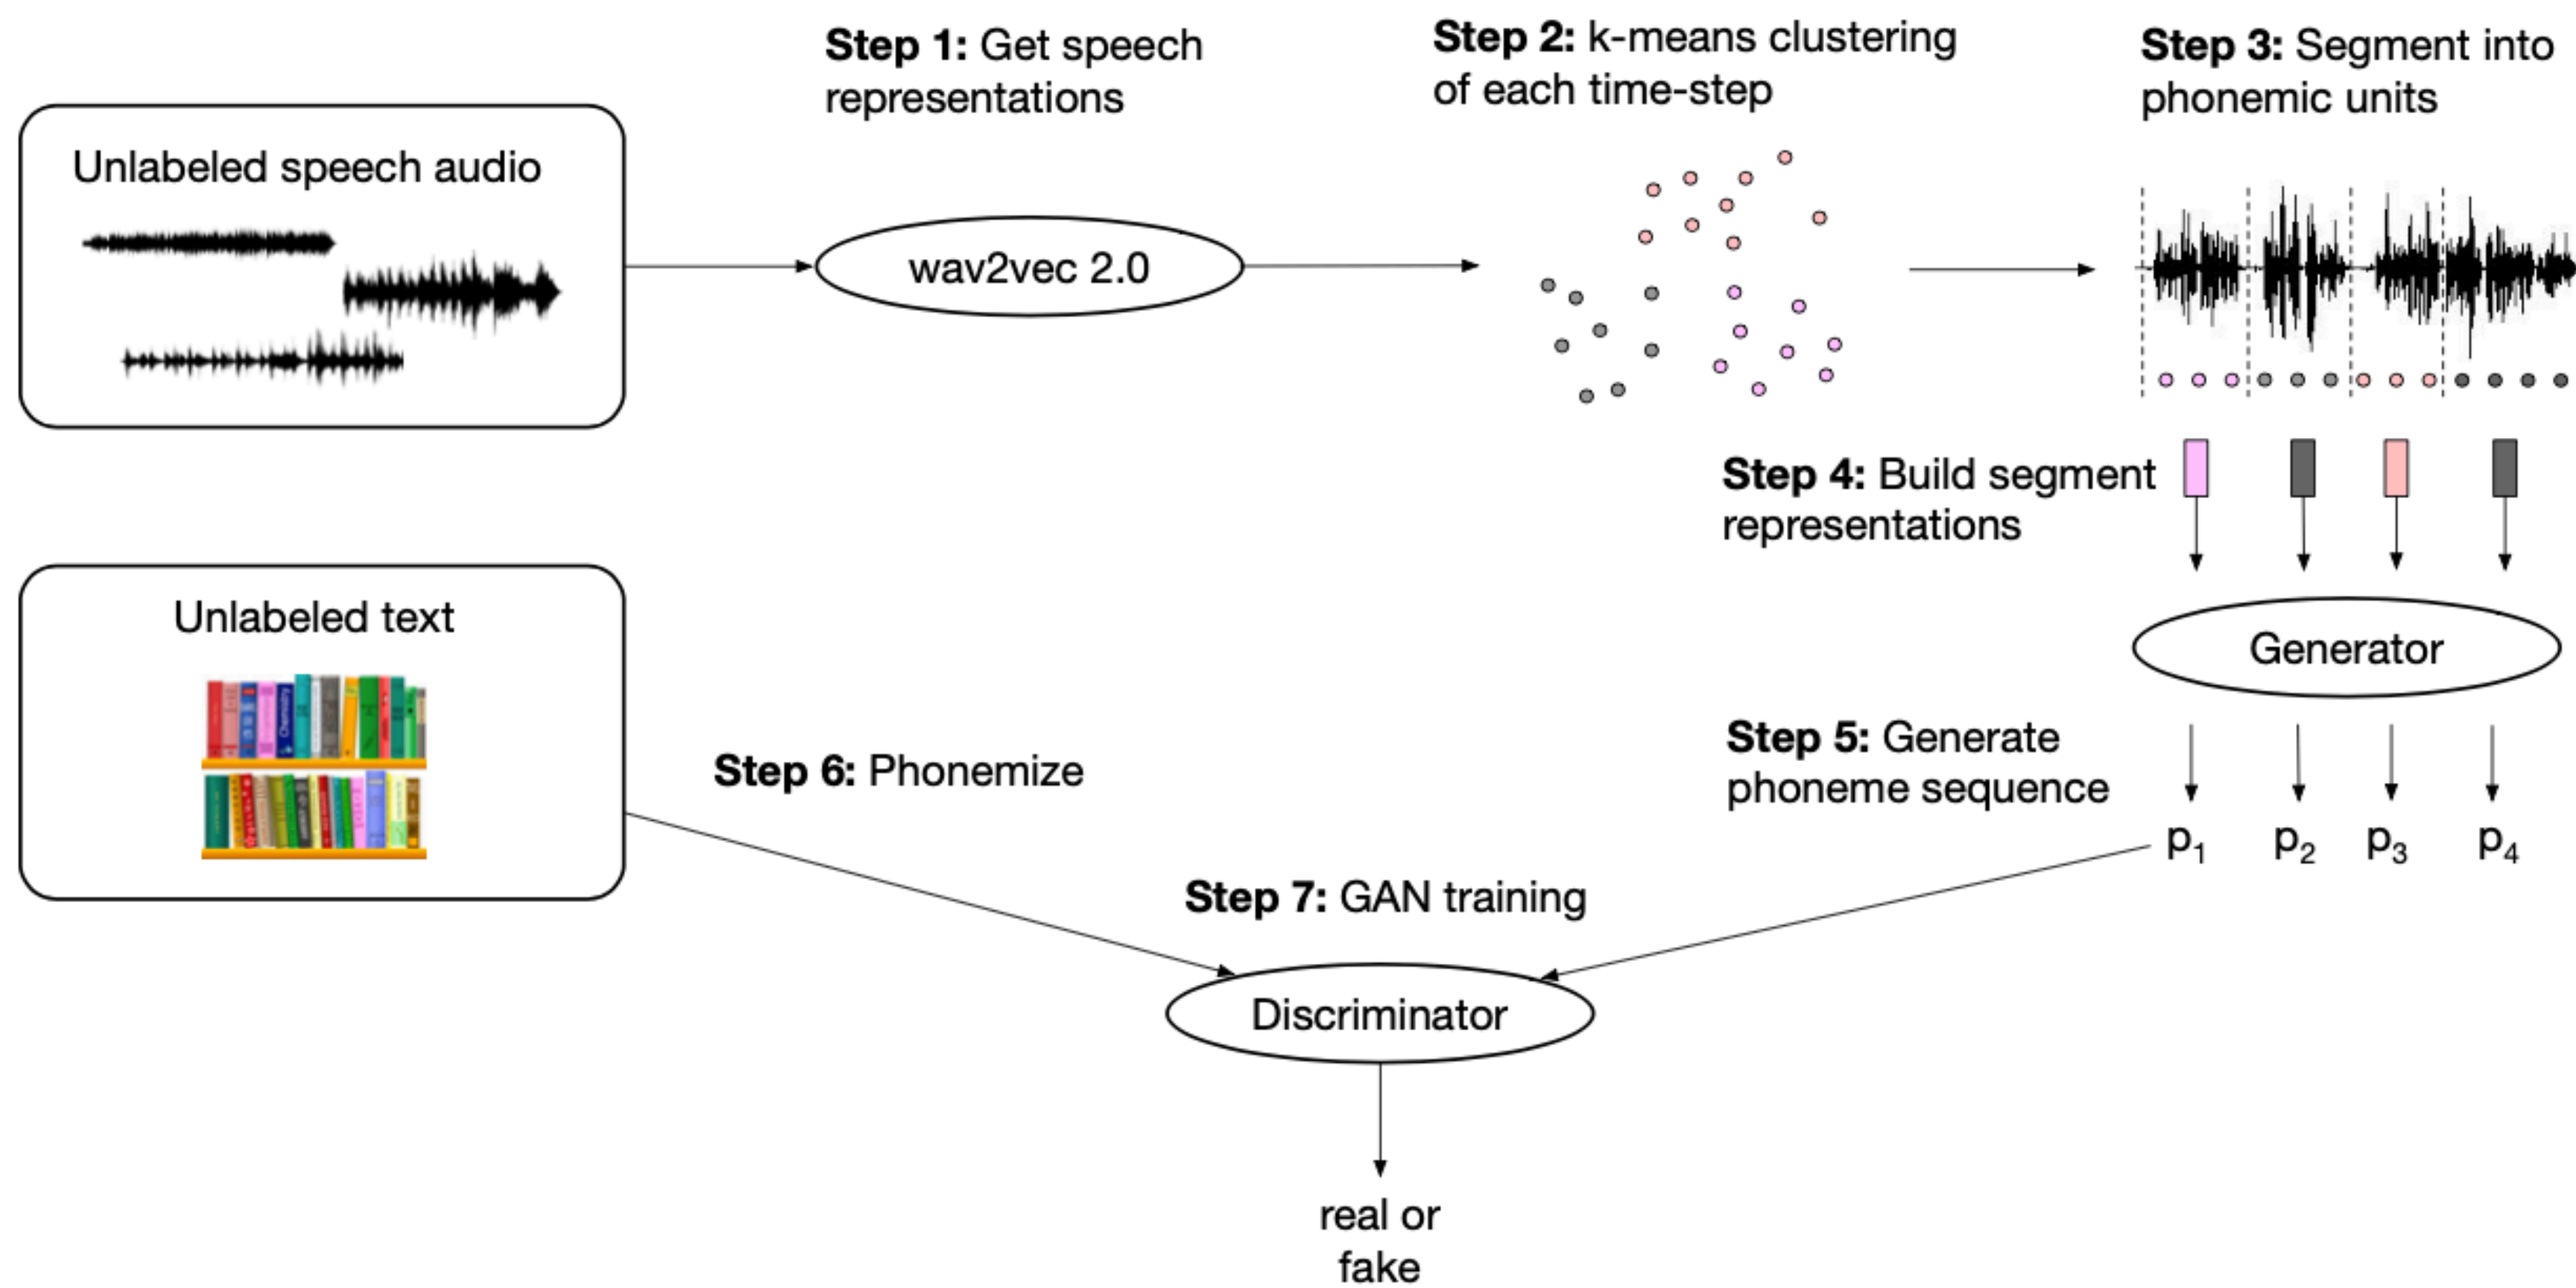 Step 1: Get speech
representations
Step 2: k-means clustering
of each time-step
Step 3: Segment into
phonemic units
Unlabeled speech audio
wav2vec 2.0
Step 4: Build segment
representations
Unlabeled text
Chemistry
Generator
Step 5: Generate
phoneme sequence
Step 6: Phonemize
p₁ p₂ p₃ p₄
Step 7: GAN training
Discriminator
real or
fake